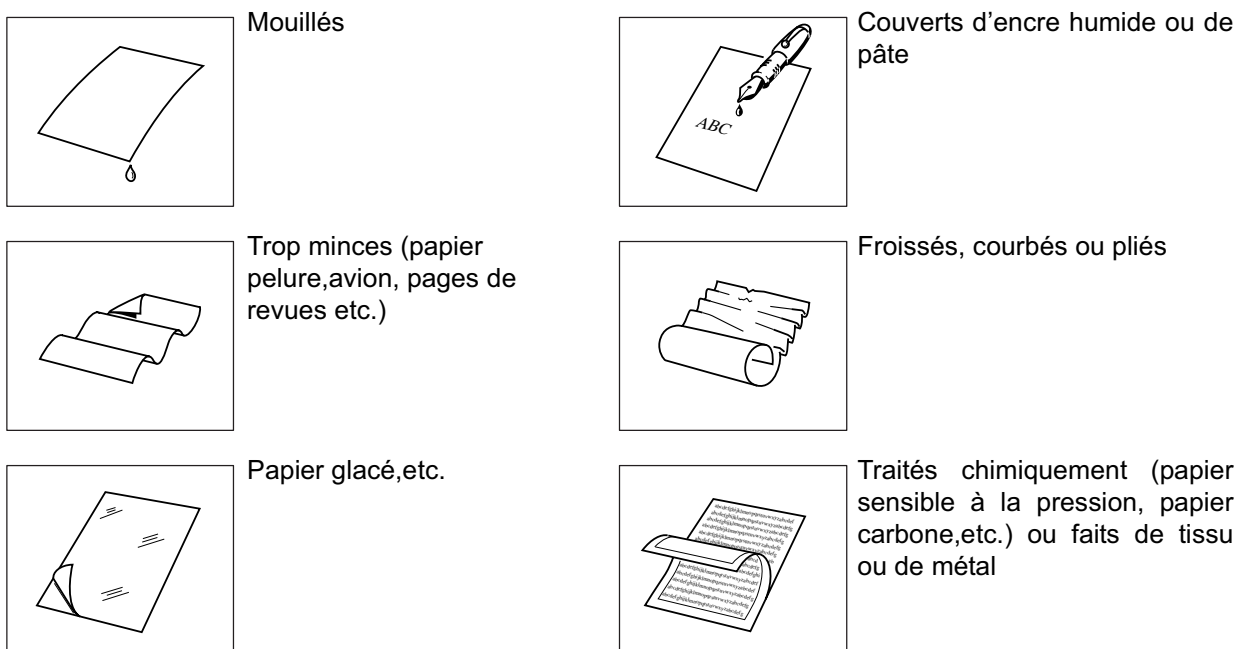 Mouillés
Couverts d'encre humide ou de
pâte
ABC
Trop minces (papier
pelure,avion, pages de
revues etc.)
Froissés, courbés ou pliés
Papier glacé,etc.
Traités chimiquement (papier
sensible à la pression, papier
carbone,etc.) ou faits de tissu
ou de métal